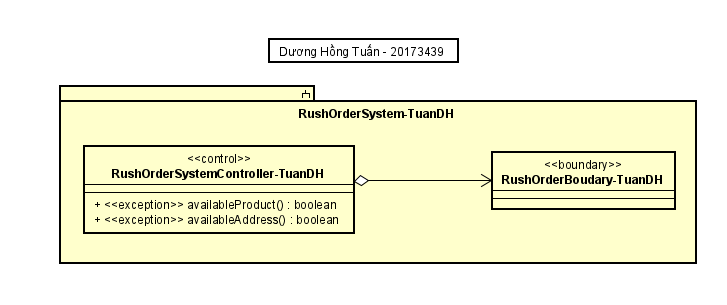 Dương Hồng Tuấn - 20173439
RushOrderSystem-TuanDH
<<control>>
RushOrderSystemController-TuanDH
+ <<exception>> availableProduct() : boolean
+ <<exception>> availableAddress() : boolean
<<boundary>>
RushOrderBoudary-TuanDH